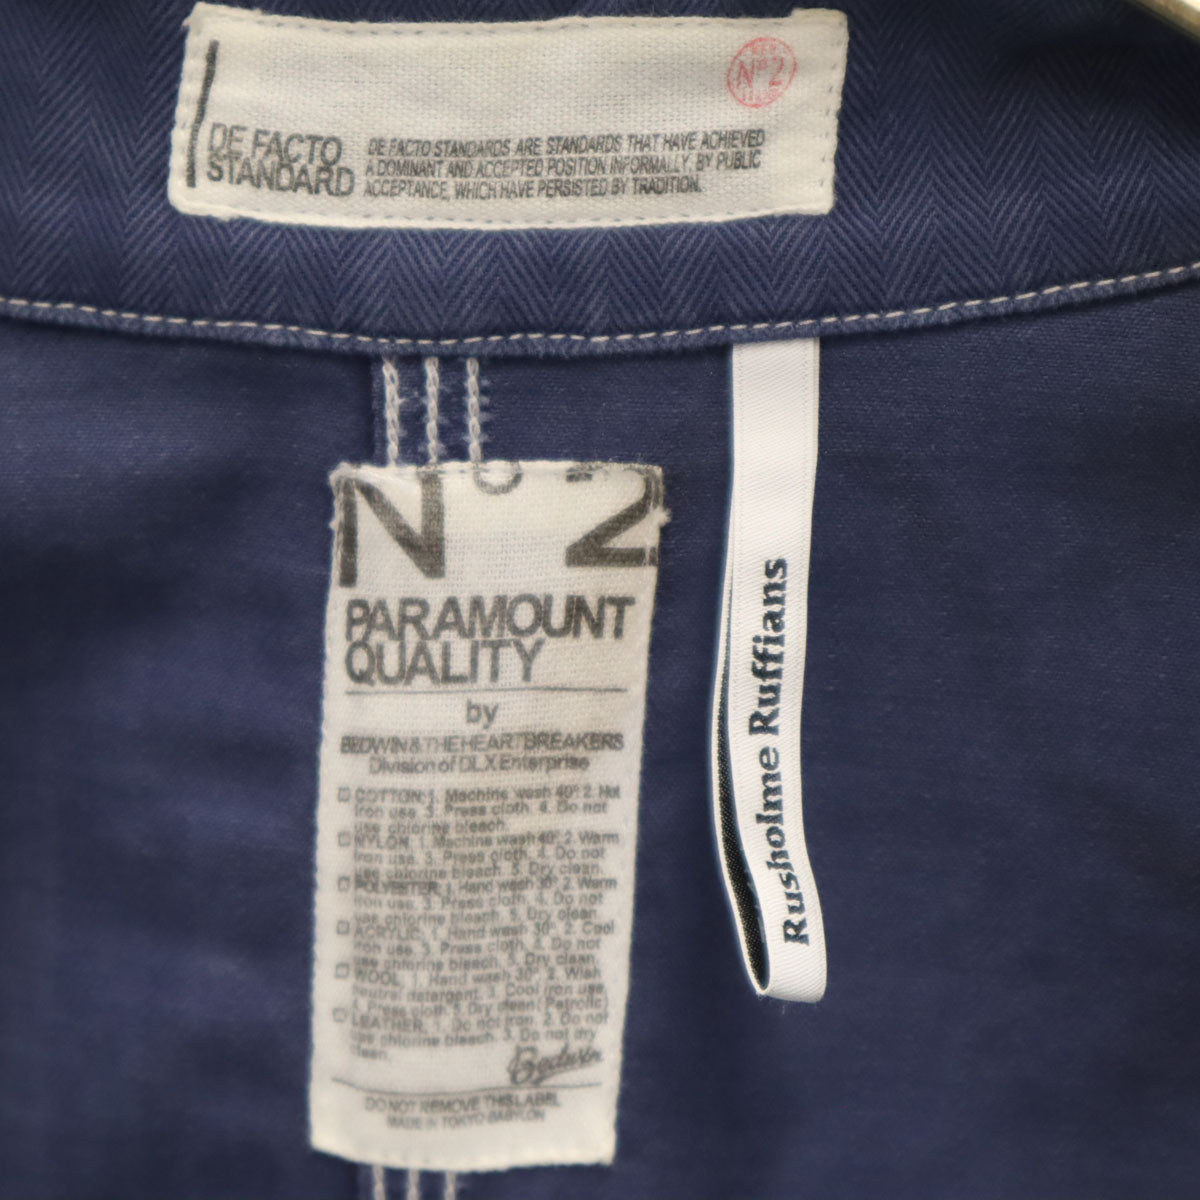 DE FACTO
STANDARD
DE FACTO STANDARDS ARE STANDARDS THAT HAVE ACHIEVED
A DOMINANT AND ACCEPTED POSITION INFORMALLY, BY PUBLIC
ACCEPTANCE, WHICH HAVE PERSISTED BY TRADITION.
Nº2
Nº 2
PARAMOUNT
QUALITY
by
BEDWIN & THE HEARTBREAKERS
Division of DLX Enterprise
COTTON: 1. Machine wash 40° 2. Hot
iron use. 3. Press cloth. 4. Do not
use chlorine bleach.
NYLON. 1. Machine wash 40° 2. Warm
iron use. 3. Press cloth. 4. Do not
use chlorine bleach. 5. Dry clean.
POLYESTER. 1. Hand wash 30° 2. Warm
iron use. 3. Press cloth. 4. Do not
use chlorine bleach. 5. Dry clean.
ACRYLIC. 1. Hand wash 30° 2. Cool
iron use. 3. Press cloth. 4. Do not
use chlorine bleach. 5. Dry clean.
WOOL. 1. Hand wash 30° 2. Wish
neutral detergent. 3. Cool iron use.
4. Press cloth 5. Dry clean (Petrolic)
LEATHER. 1. Do not iron. 2. Do not
use chlorine bleach. 3. Do not dry
clean.
Bedwin
DO NOT REMOVE THIS LABEL
MADE IN TOKYO BABYLON
Rusholme Ruffians